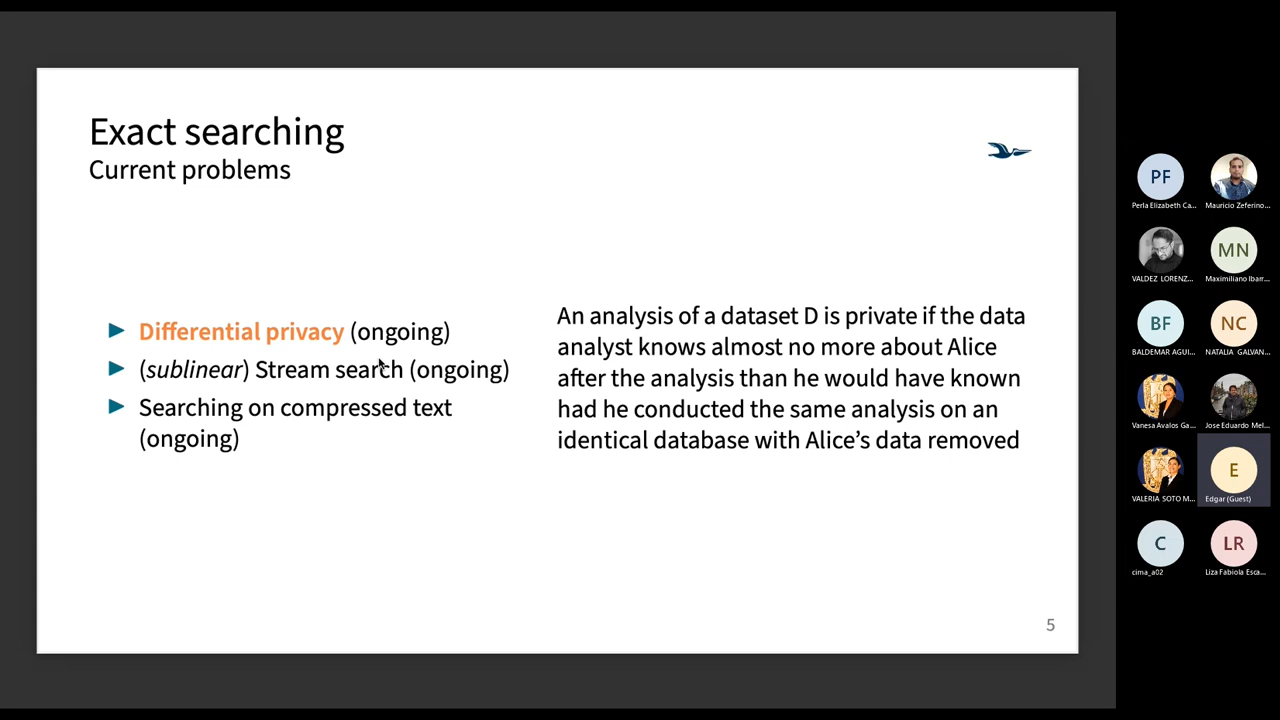 Exact searching
Current problems
Differential privacy (ongoing)
(sublinear) Stream search (ongoing)
Searching on compressed text
(ongoing)
An analysis of a dataset D is private if the data
analyst knows almost no more about Alice
after the analysis than he would have known
had he conducted the same analysis on an
identical database with Alice’s data removed
5
PF
Perla Elizabeth Ca...
Mauricio Zeferino...
VALDEZ LORENZ...
MN
Maximiliano Ibarr...
BF
BALDEMAR AGUI...
NC
NATALIA GALVAN...
Vanesa Avalos Ga...
Jose Eduardo Mel...
VALERIA SOTO M...
E
Edgar (Guest)
C
cima_a02
LR
Liza Fabiola Esca...